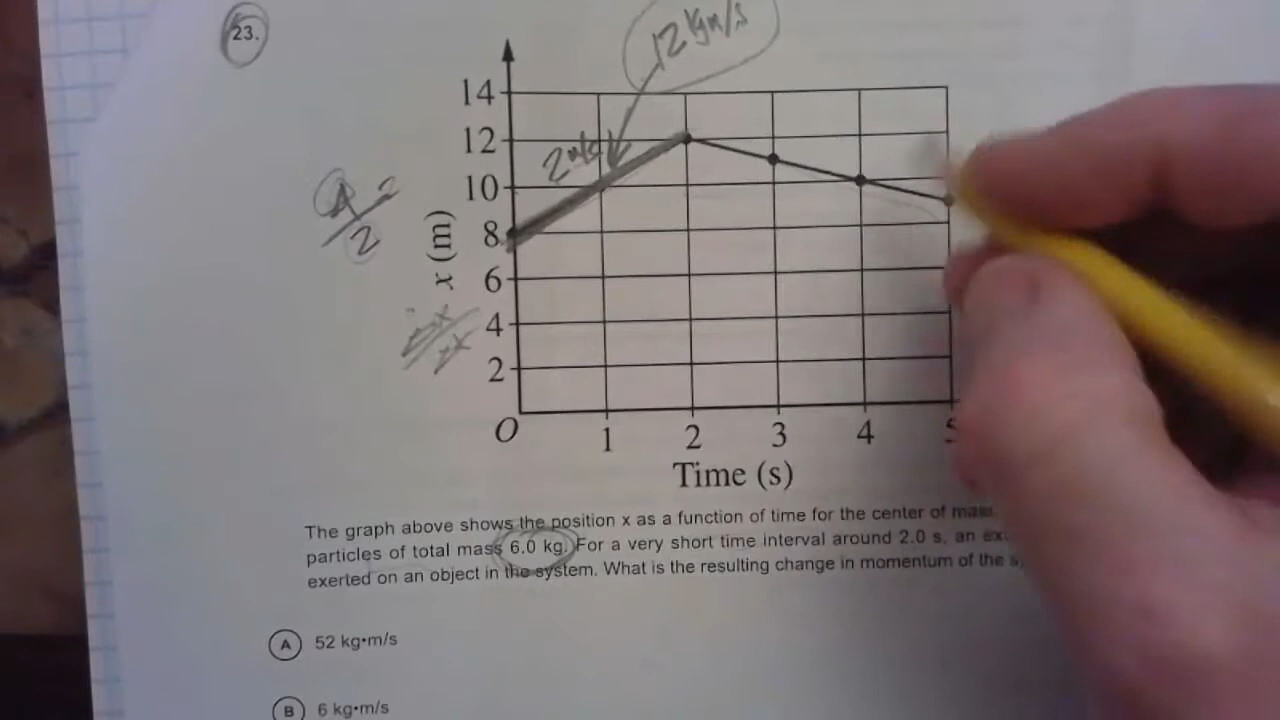 23.
12 kgm/s
14
12
2 m/s
10
4
2
8
x (m)
6
4
2
O
1
2
3
4
5
Time (s)
The graph above shows the position x as a function of time for the center of
particles of total mass 6.0 kg. For a very short time interval around 2.0 s, an
exerted on an object in the system. What is the resulting change in momentum of the
A 52 kg•m/s
B 6 kg•m/s